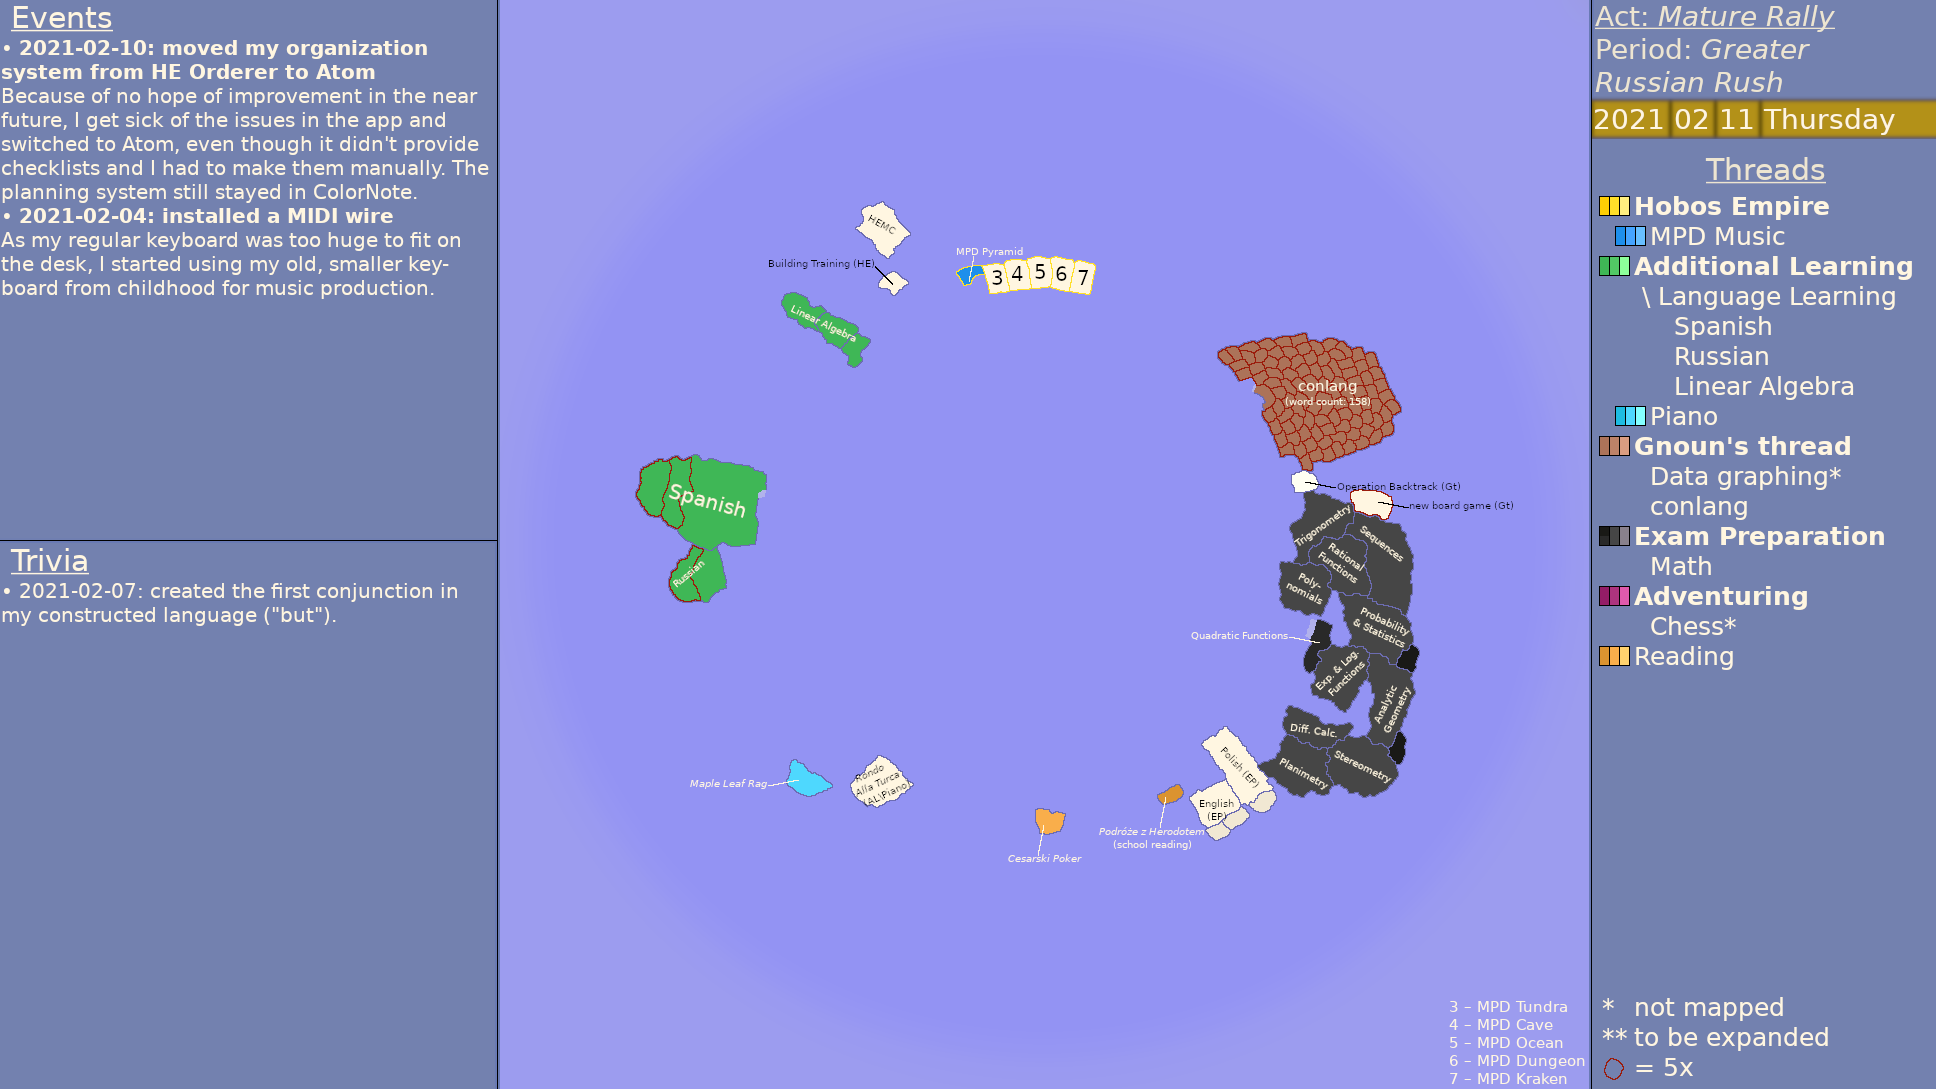 Events
• 2021-02-10: moved my organization
system from HE Orderer to Atom
Because of no hope of improvement in the near
future, I get sick of the issues in the app and
switched to Atom, even though it didn't provide
checklists and I had to make them manually. The
planning system still stayed in ColorNote.
• 2021-02-04: installed a MIDI wire
As my regular keyboard was too huge to fit on
the desk, I started using my old, smaller key-
board from childhood for music production.
Trivia
• 2021-02-07: created the first conjunction in
my constructed language ("but").
HEMC
Building Training (HE)
MPD Pyramid
3 4 5 6 7
Linear Algebra
conlang
(word count: 158)
Spanish
Russian
Operation Backtrack (Gt)
new board game (Gt)
Trigonometry
Sequences
Rational
Functions
Poly-
nomials
Probability
& Statistics
Quadratic Functions
Exp. & Log.
Functions
Analytic
Geometry
Diff. Calc.
Planimetry
Stereometry
Polish (EP)
English
(EP)
Maple Leaf Rag
Rondo
Alla Turca
(AL\Piano)
Podróże z Herodotem
(school reading)
Cesarski Poker
3 – MPD Tundra
4 – MPD Cave
5 – MPD Ocean
6 – MPD Dungeon
7 – MPD Kraken
Act: Mature Rally
Period: Greater
Russian Rush
2021 02 11 Thursday
Threads
Hobos Empire
MPD Music
Additional Learning
\ Language Learning
Spanish
Russian
Linear Algebra
Piano
Gnoun's thread
Data graphing*
conlang
Exam Preparation
Math
Adventuring
Chess*
Reading
* not mapped
** to be expanded
= 5x